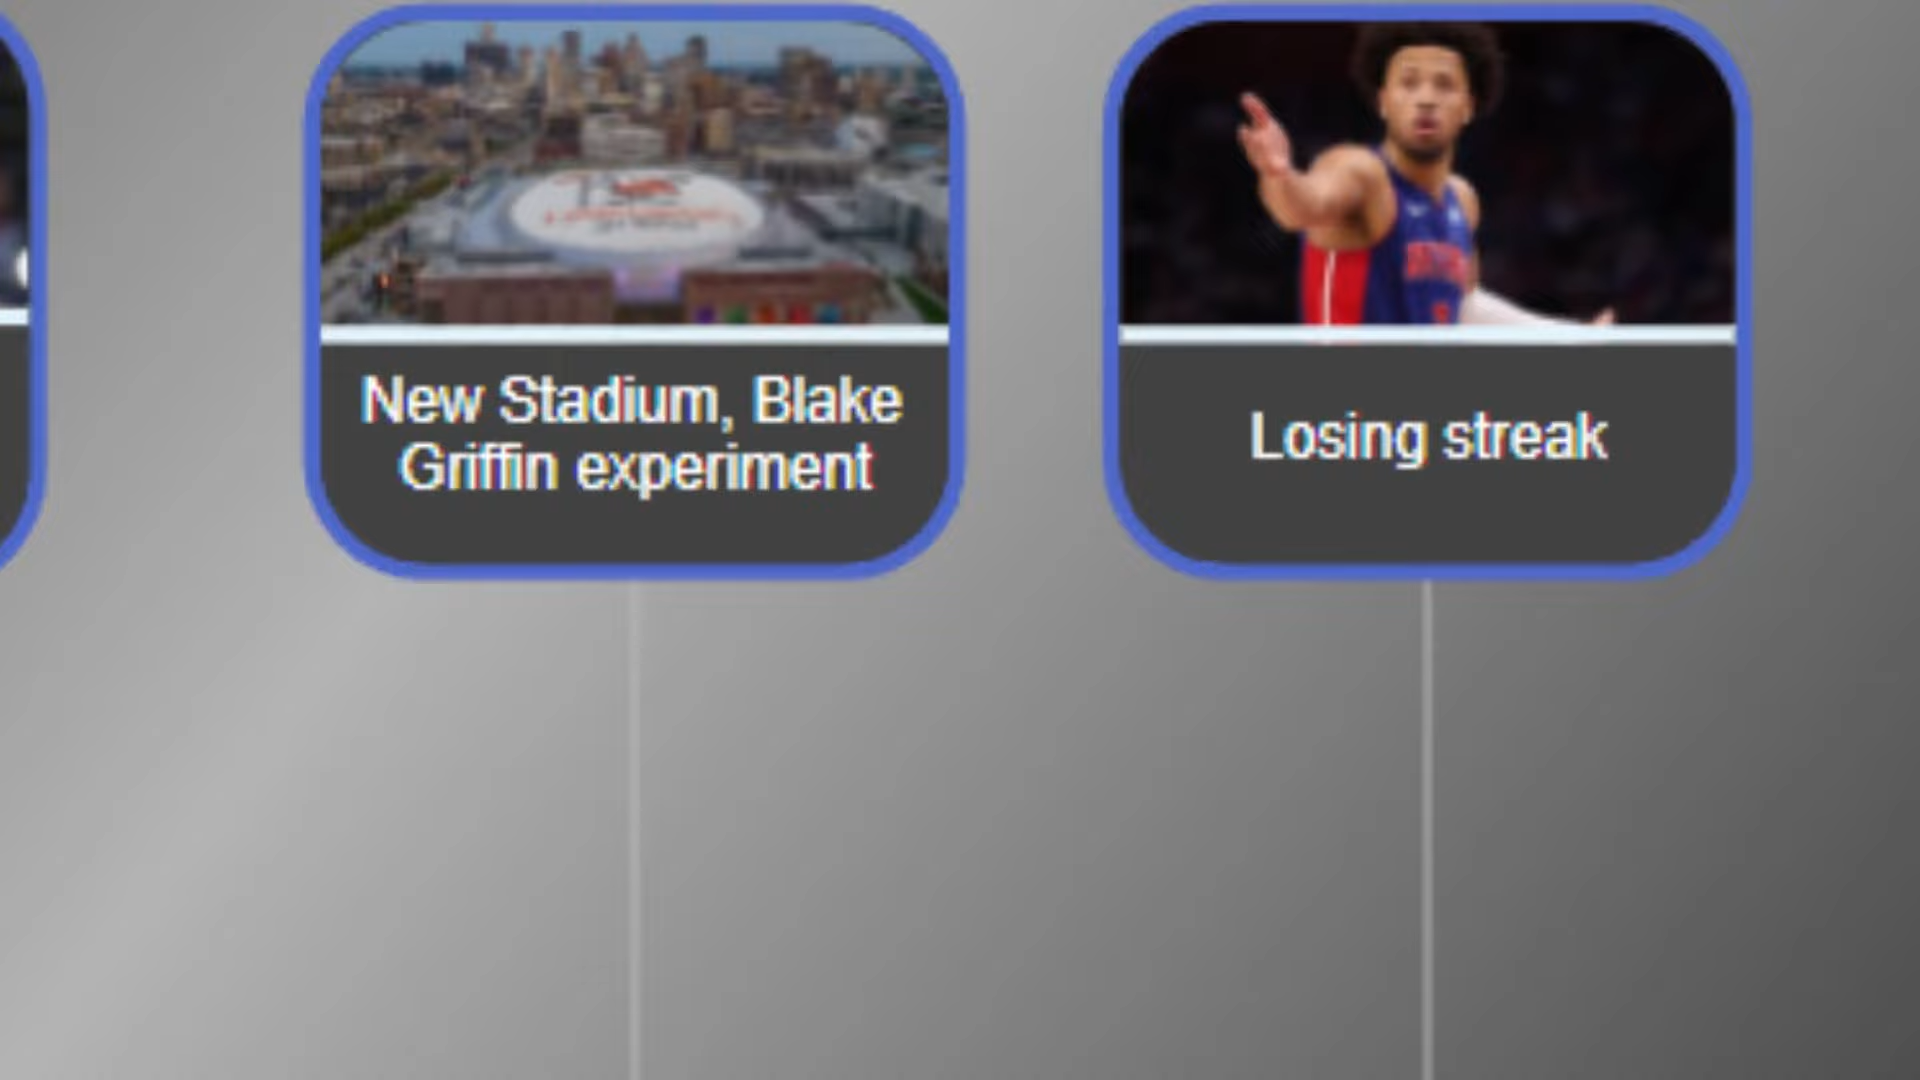 New Stadium, Blake
Griffin experiment
Losing streak